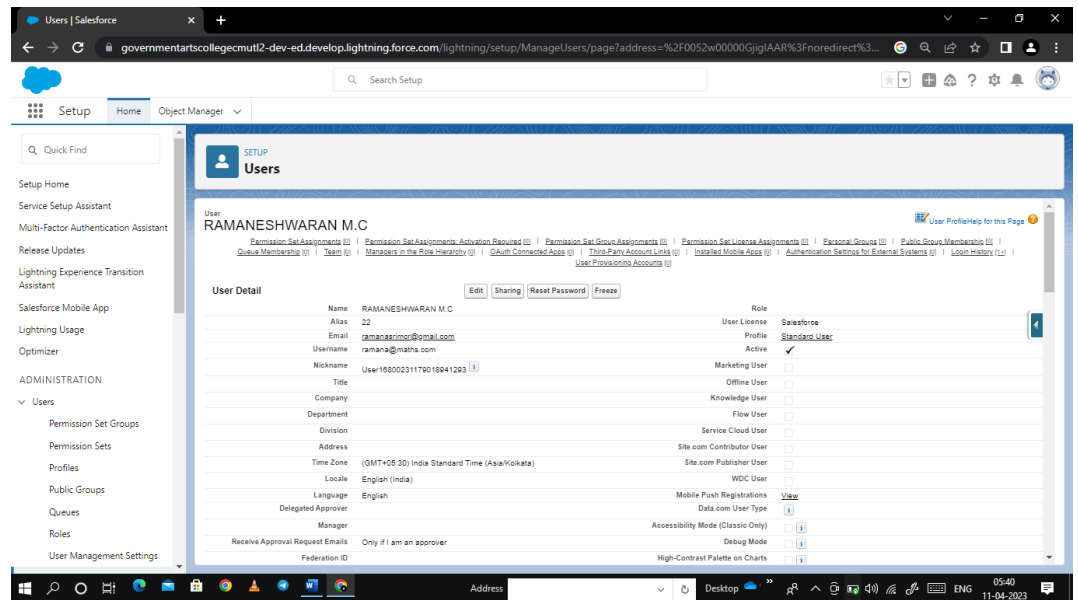 Users | Salesforce
governmentartscollegecmutl2-dev-ed.develop.lightning.force.com/lightning/setup/ManageUsers/page?address=%2F0052w00000GjigIAAR%3Fnoredirect%3...
Search Setup
Setup Home Object Manager
Quick Find
Setup Home
Service Setup Assistant
Multi-Factor Authentication Assistant
Release Updates
Lightning Experience Transition
Assistant
Salesforce Mobile App
Lightning Usage
Optimizer
ADMINISTRATION
Users
Permission Set Groups
Permission Sets
Profiles
Public Groups
Queues
Roles
User Management Settings
SETUP
Users
User
RAMANESHWARAN M.C
User Profile Help for this Page
Permission Set Assignments [0] | Permission Set Assignments: Activation Required [0] | Permission Set Group Assignments [0] | Permission Set License Assignments [0] | Personal Groups [0] | Public Group Membership [0] |
Queue Membership [0] | Team [0] | Managers in the Role Hierarchy [0] | OAuth Connected Apps [0] | Third-Party Account Links [0] | Installed Mobile Apps [0] | Authentication Settings for External Systems [0] | Login History [1+] |
User Provisioning Accounts [0]
User Detail Edit Sharing Reset Password Freeze
Name RAMANESHWARAN M.C Role
Alias 22 User License Salesforce
Email ramanasrimcr@gmail.com Profile Standard User
Username ramana@maths.com Active ✓
Nickname User16800231179018941293 i Marketing User
Title Offline User
Company Knowledge User
Department Flow User
Division Service Cloud User
Address Site.com Contributor User
Time Zone (GMT+05:30) India Standard Time (Asia/Kolkata) Site.com Publisher User
Locale English (India) WDC User
Language English Mobile Push Registrations View
Delegated Approver Data.com User Type i
Manager Accessibility Mode (Classic Only) i
Receive Approval Request Emails Only if I am an approver Debug Mode i
Federation ID High-Contrast Palette on Charts i
Address Desktop » ENG 05:40
11-04-2023